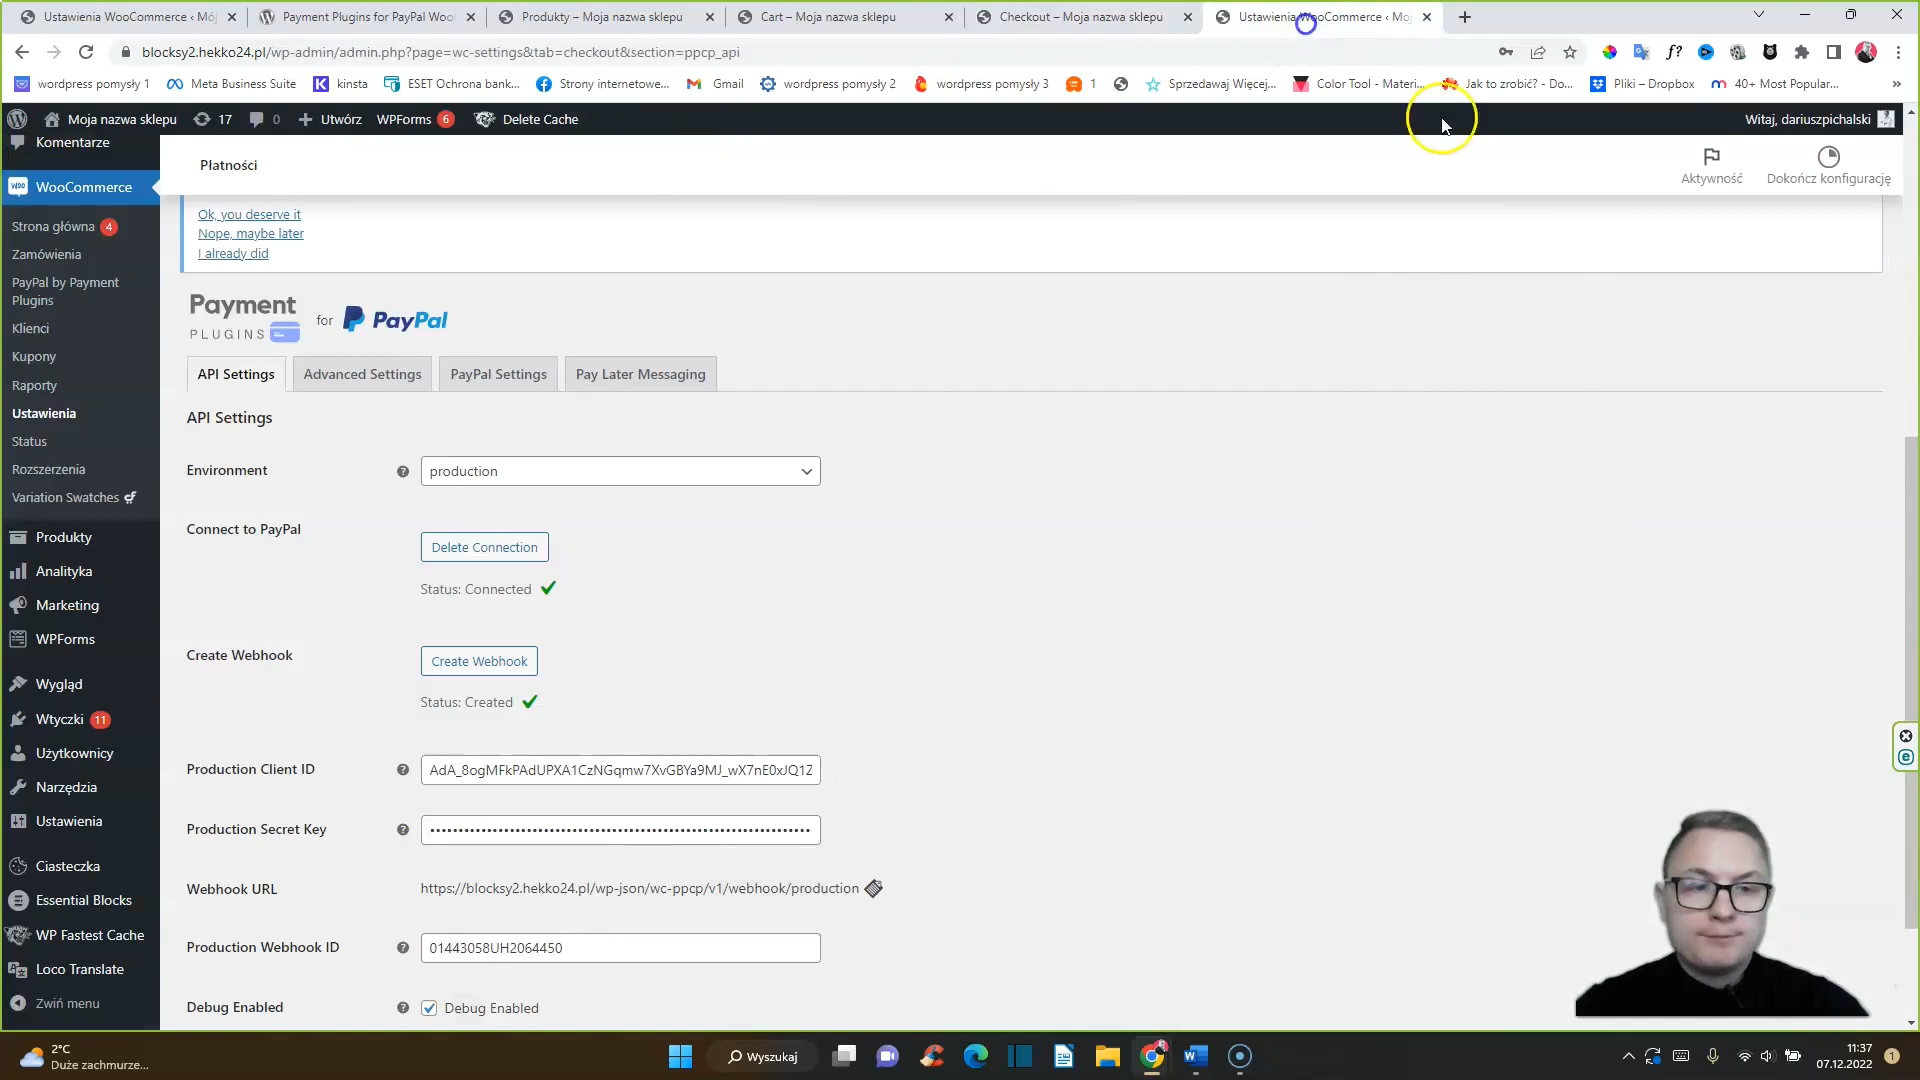 Ustawienia WooCommerce ‹ Mój
Payment Plugins for PayPal Woo
Produkty – Moja nazwa sklepu
Cart – Moja nazwa sklepu
Checkout – Moja nazwa sklepu
Ustawienia WooCommerce ‹ Moj
blocksy2.hekko24.pl/wp-admin/admin.php?page=wc-settings&tab=checkout&section=ppcp_api
wordpress pomysły 1
Meta Business Suite
kinsta
ESET Ochrona bank...
Strony internetowe...
Gmail
wordpress pomysły 2
wordpress pomysły 3
1
Sprzedawaj Więcej,...
Color Tool - Materi...
Jak to zrobić? - Do...
Pliki – Dropbox
40+ Most Popular...
»
Moja nazwa sklepu
17
0
Utwórz
WPForms 6
Delete Cache
Witaj, dariuszpichalski
Komentarze
WooCommerce
Strona główna 4
Zamówienia
PayPal by Payment
Plugins
Klienci
Kupony
Raporty
Ustawienia
Status
Rozszerzenia
Variation Swatches
Produkty
Analityka
Marketing
WPForms
Wygląd
Wtyczki 11
Użytkownicy
Narzędzia
Ustawienia
Ciasteczka
Essential Blocks
WP Fastest Cache
Loco Translate
Zwiń menu
Płatności
Aktywność
Dokończ konfigurację
Ok, you deserve it
Nope, maybe later
I already did
Payment
PLUGINS
for
PayPal
API Settings
Advanced Settings
PayPal Settings
Pay Later Messaging
API Settings
Environment
production
Connect to PayPal
Delete Connection
Status: Connected
Create Webhook
Create Webhook
Status: Created
Production Client ID
AdA_8ogMFkPAdUPXA1CzNGqmw7XvGBYa9MJ_wX7nE0xJQ1Z
Production Secret Key
Webhook URL
https://blocksy2.hekko24.pl/wp-json/wc-ppcp/v1/webhook/production
Production Webhook ID
01443058UH2064450
Debug Enabled
Debug Enabled
2°C
Duże zachmurze...
Wyszukaj
11:37
07.12.2022
1